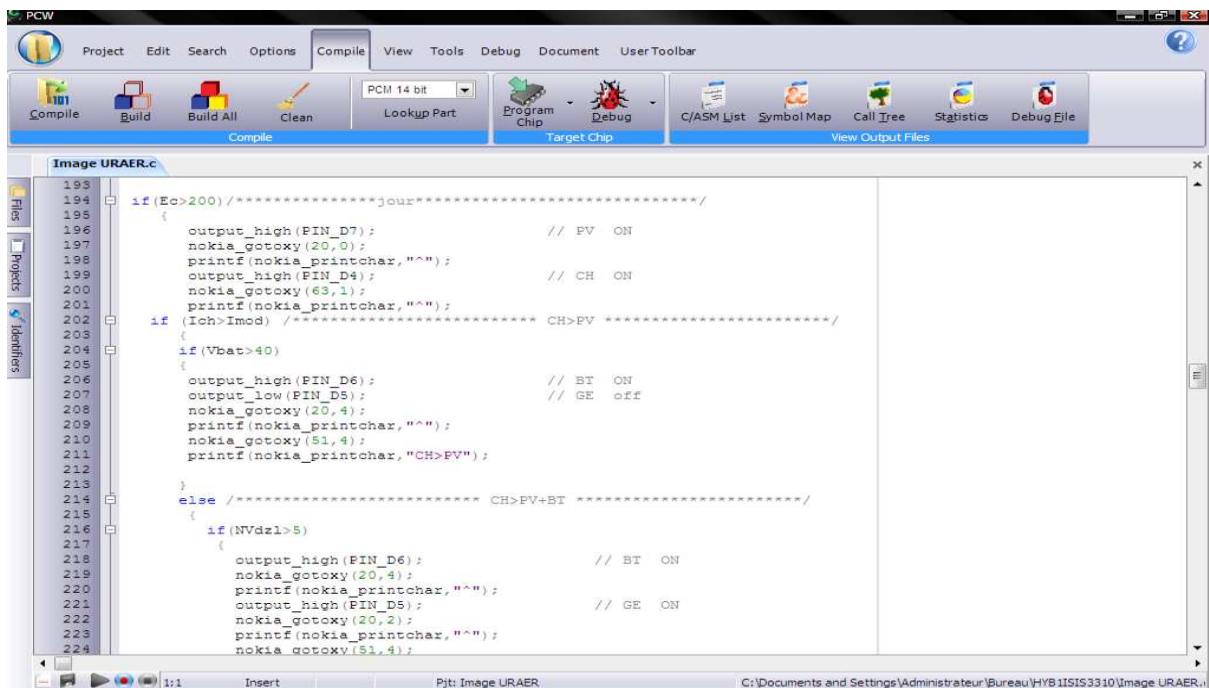 PCW
Project Edit Search Options Compile View Tools Debug Document User Toolbar
Compile Build Build All Clean PCM 14 bit Lookup Part Program Chip Debug C/ASM List Symbol Map Call Tree Statistics Debug File
Compile Target Chip View Output Files
Image URAER.c
Files
Projects
Identifiers
193
194 if(Ec>200)/****************jour******************************/
195 {
196 output_high(PIN_D7); // PV ON
197 nokia_gotoxy(20,0);
198 printf(nokia_printchar,"^");
199 output_high(PIN_D4); // CH ON
200 nokia_gotoxy(63,1);
201 printf(nokia_printchar,"^");
202 if (Ich>Imod) /************************** CH>PV ************************/
203 {
204 if(Vbat>40)
205 {
206 output_high(PIN_D6); // BT ON
207 output_low(PIN_D5); // GE off
208 nokia_gotoxy(20,4);
209 printf(nokia_printchar,"^");
210 nokia_gotoxy(51,4);
211 printf(nokia_printchar,"CH>PV");
212
213 }
214 else /************************** CH>PV+BT ************************/
215 {
216 if(NVdzl>5)
217 {
218 output_high(PIN_D6); // BT ON
219 nokia_gotoxy(20,4);
220 printf(nokia_printchar,"^");
221 output_high(PIN_D5); // GE ON
222 nokia_gotoxy(20,2);
223 printf(nokia_printchar,"^");
224 nokia_gotoxy(51,4);
1:1 Insert Pjt: Image URAER C:\Documents and Settings\Administrateur\Bureau\HYB1ISIS3310\Image URAER.